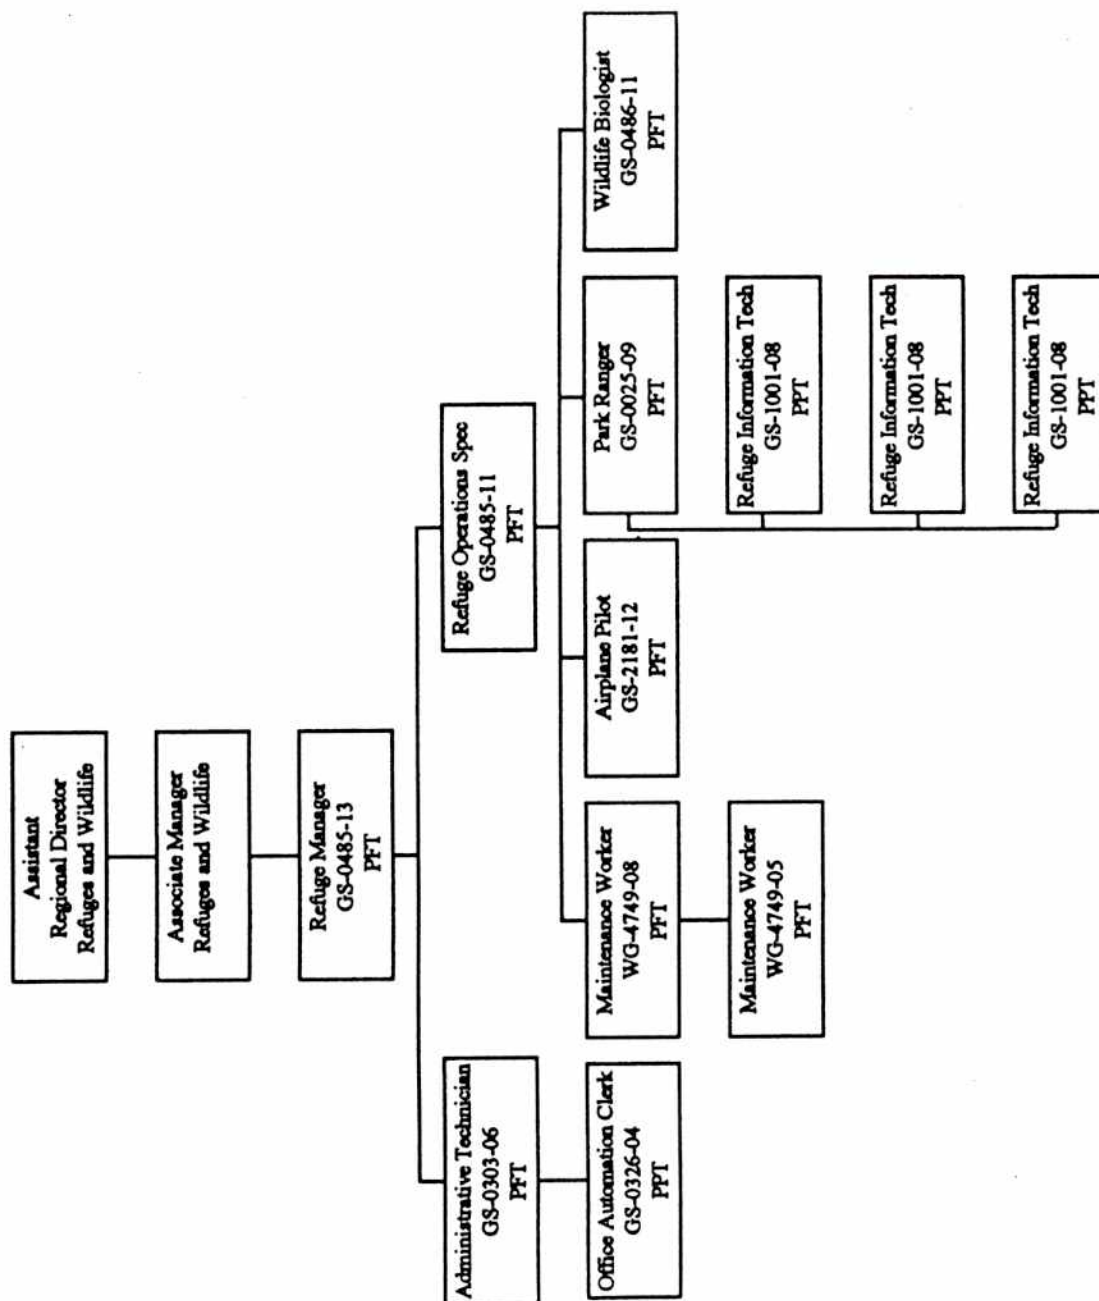 Assistant
Regional Director
Refuges and Wildlife
Associate Manager
Refuges and Wildlife
Refuge Manager
GS-0485-13
PFT
Administrative Technician
GS-0303-06
PFT
Refuge Operations Spec
GS-0485-11
PFT
Office Automation Clerk
GS-0326-04
PPT
Maintenance Worker
WG-4749-08
PFT
Airplane Pilot
GS-2181-12
PFT
Park Ranger
GS-0025-09
PFT
Wildlife Biologist
GS-0486-11
PFT
Maintenance Worker
WG-4749-05
PFT
Refuge Information Tech
GS-1001-08
PPT
Refuge Information Tech
GS-1001-08
PPT
Refuge Information Tech
GS-1001-08
PPT